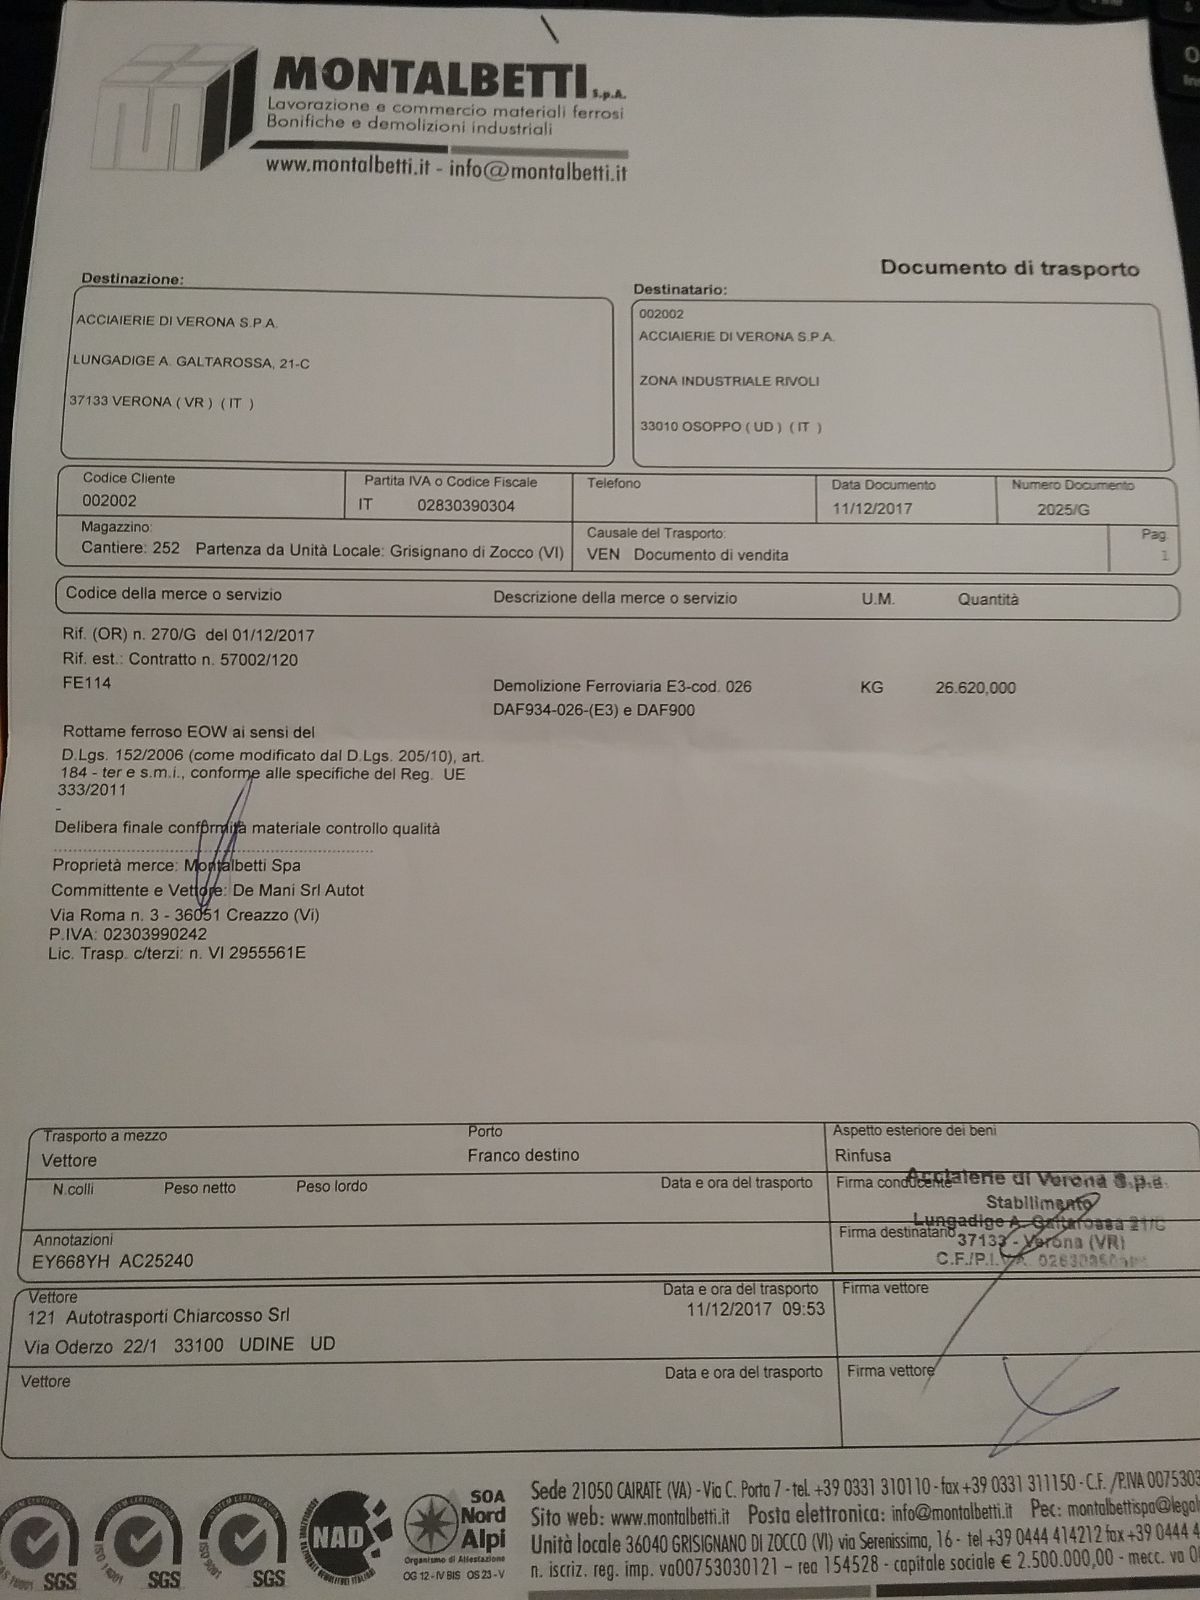 MONTALBETTI S.p.A.
Lavorazione e commercio materiali ferrosi
Bonifiche e demolizioni industriali
www.montalbetti.it - info@montalbetti.it
Documento di trasporto
Destinazione:
ACCIAIERIE DI VERONA S.P.A.
LUNGADIGE A. GALTAROSSA, 21-C
37133 VERONA ( VR ) ( IT )
Destinatario:
002002
ACCIAIERIE DI VERONA S.P.A.
ZONA INDUSTRIALE RIVOLI
33010 OSOPPO ( UD ) ( IT )
Codice Cliente
002002
Partita IVA o Codice Fiscale
IT 02830390304
Telefono
Data Documento
11/12/2017
Numero Documento
2025/G
Magazzino:
Cantiere: 252 Partenza da Unità Locale: Grisignano di Zocco (VI)
Causale del Trasporto:
VEN Documento di vendita
Pag.
1
Codice della merce o servizio Descrizione della merce o servizio U.M. Quantità
Rif. (OR) n. 270/G del 01/12/2017
Rif. est.: Contratto n. 57002/120
FE114 Demolizione Ferroviaria E3-cod. 026 KG 26.620,000
DAF934-026-(E3) e DAF900
Rottame ferroso EOW ai sensi del
D.Lgs. 152/2006 (come modificato dal D.Lgs. 205/10), art.
184 - ter e s.m.i., conforme alle specifiche del Reg. UE
333/2011
-
Delibera finale conformità materiale controllo qualità
Proprietà merce: Montalbetti Spa
Committente e Vettore: De Mani Srl Autot
Via Roma n. 3 - 36051 Creazzo (Vi)
P.IVA: 02303990242
Lic. Trasp. c/terzi: n. VI 2955561E
Trasporto a mezzo
Vettore
Porto
Franco destino
Aspetto esteriore dei beni
Rinfusa
N.colli Peso netto Peso lordo Data e ora del trasporto
Firma conducente
Acciaierie di Verona S.p.a.
Stabilimento
Lungadige A. Galtarossa 21/C
37133 - Verona (VR)
C.F./P.IVA.
Firma destinatario
Annotazioni
EY668YH AC25240
Vettore
121 Autotrasporti Chiarcosso Srl
Via Oderzo 22/1 33100 UDINE UD
Data e ora del trasporto
11/12/2017 09:53
Firma vettore
Vettore
Data e ora del trasporto
Firma vettore
SYSTEM CERTIFICATION
SGS
SYSTEM CERTIFICATION
ISO 14001
SGS
SYSTEM CERTIFICATION
ISO 9001
SGS
NAD
SOA
Nord
Alpi
Organismo di Attestazione
OG 12 - IV BIS OS 23 - V
Sede 21050 CAIRATE (VA) - Via C. Porta 7 - tel. +39 0331 310110 - fax +39 0331 311150 - C.F. /P.IVA 0075303
Sito web: www.montalbetti.it Posta elettronica: info@montalbetti.it Pec: montalbettispa@legal
Unità locale 36040 GRISIGNANO DI ZOCCO (VI) via Serenissima, 16 - tel +39 0444 414212 fax +39 0444 4
n. iscriz. reg. imp. va00753030121 - rea 154528 - capitale sociale € 2.500.000,00 - mecc. va 0